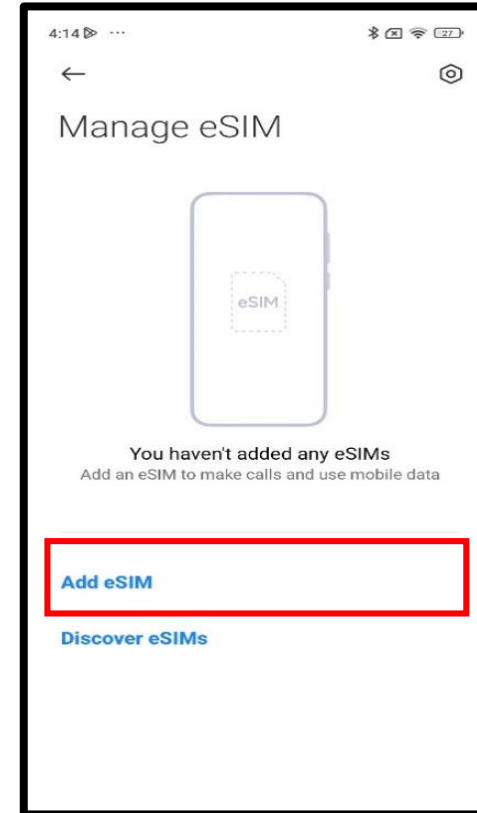 4:14 ... 27
Manage eSIM
eSIM
You haven't added any eSIMs
Add an eSIM to make calls and use mobile data
Add eSIM
Discover eSIMs